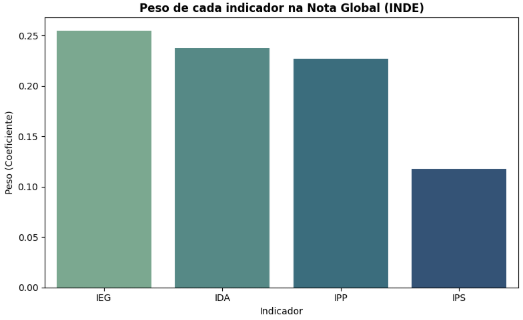 Peso de cada indicador na Nota Global (INDE)
Peso (Coeficiente)
0.25
0.20
0.15
0.10
0.05
0.00
IEG IDA IPP IPS
Indicador